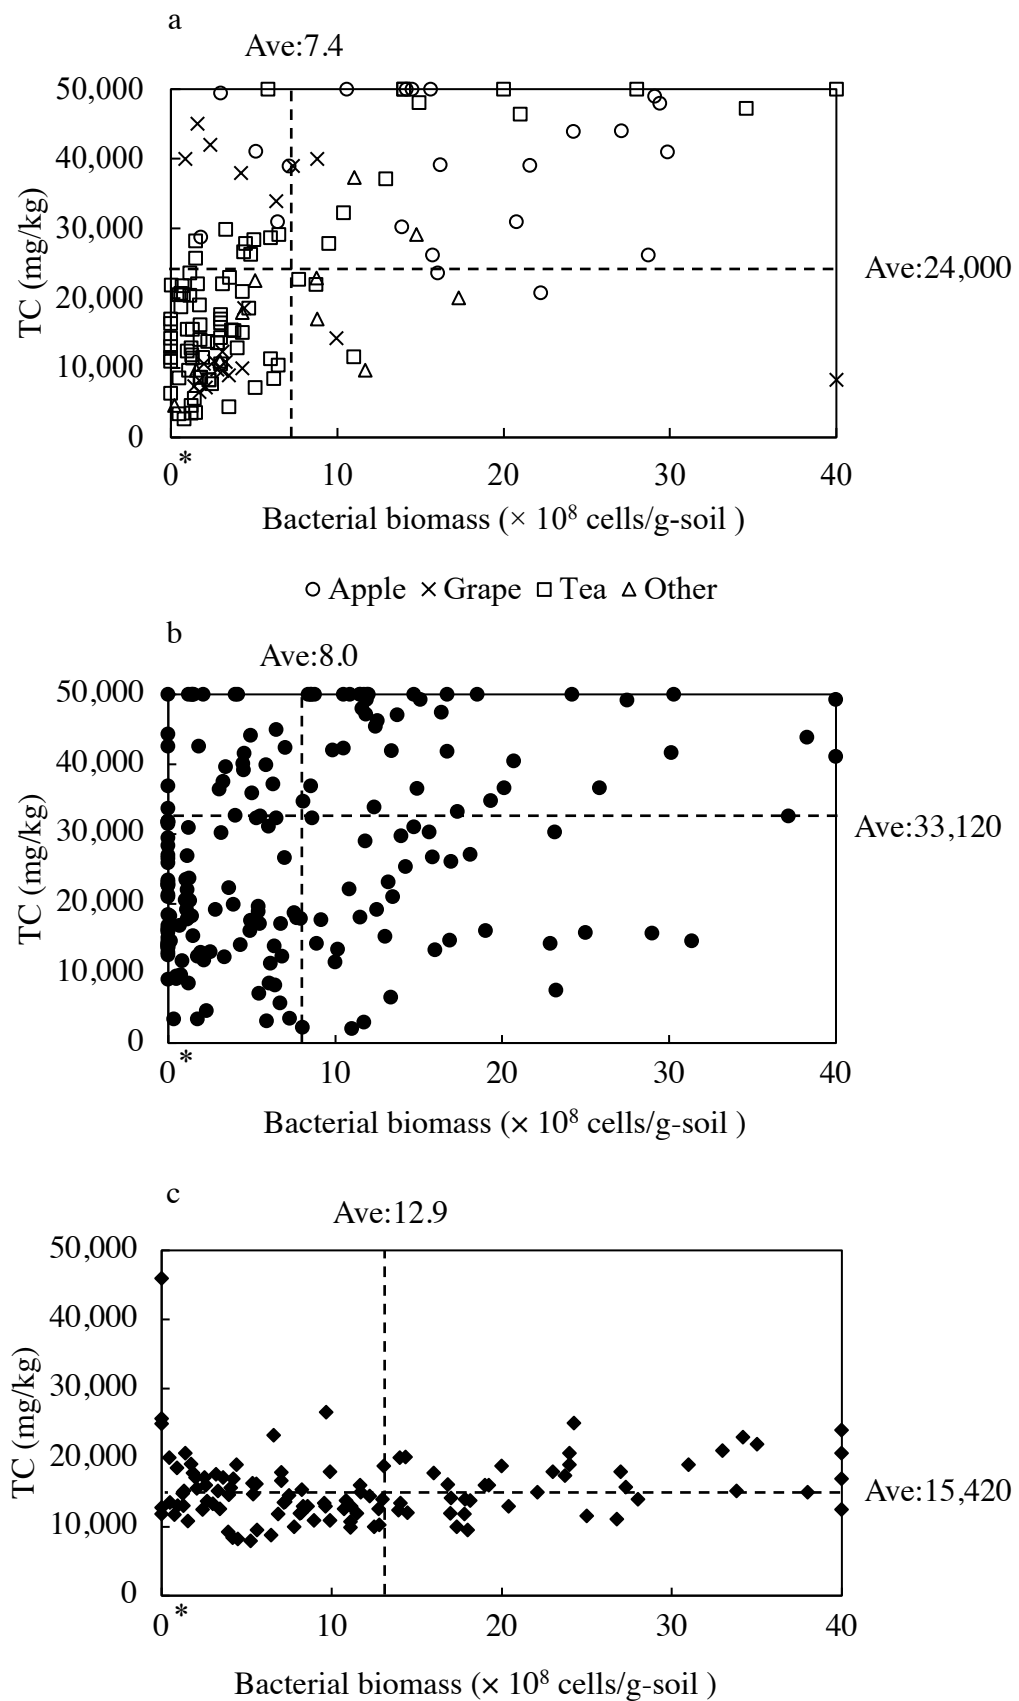 a
Ave:7.4
50,000
40,000
30,000
20,000
10,000
0
TC (mg/kg)
Ave:24,000
0 * 10 20 30 40
Bacterial biomass (× 10⁸ cells/g-soil )
Apple Grape Tea Other
b
Ave:8.0
50,000
40,000
30,000
20,000
10,000
0
TC (mg/kg)
Ave:33,120
0 * 10 20 30 40
Bacterial biomass (× 10⁸ cells/g-soil )
c
Ave:12.9
50,000
40,000
30,000
20,000
10,000
0
TC (mg/kg)
Ave:15,420
0 * 10 20 30 40
Bacterial biomass (× 10⁸ cells/g-soil )